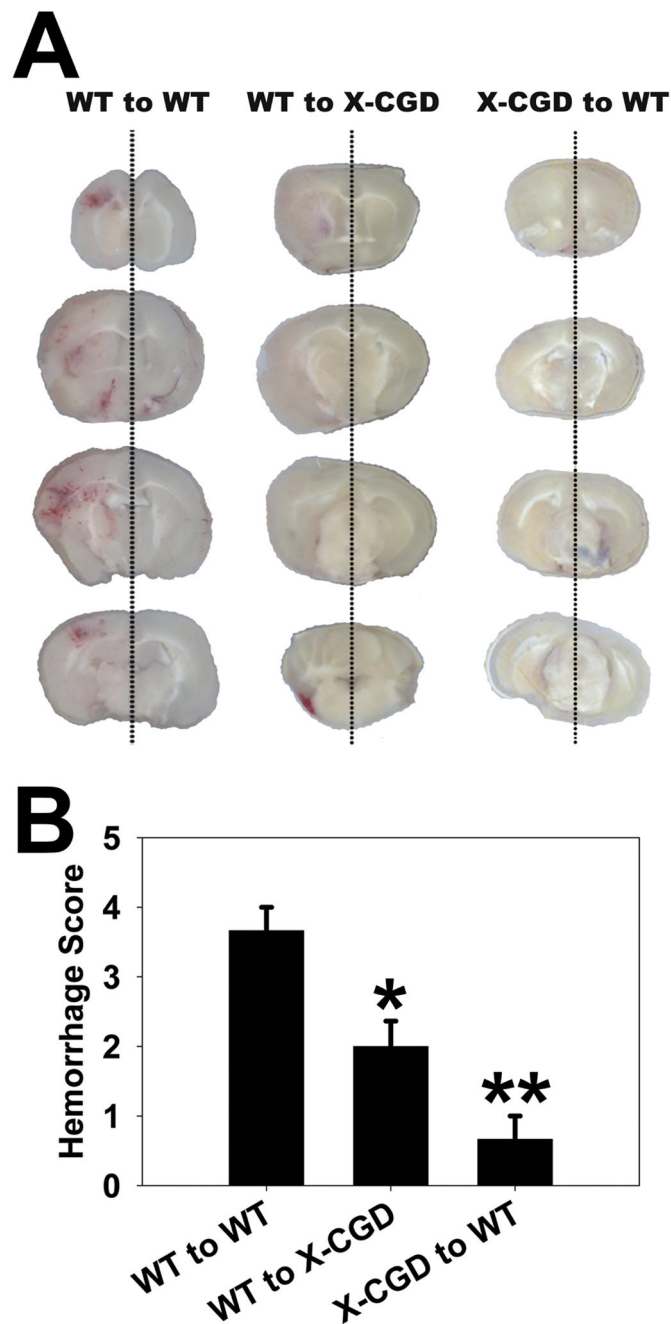 A
WT to WT
WT to X-CGD
X-CGD to WT
B
Hemorrhage Score
5
4
3
2
1
0
*
**
WT to WT
WT to X-CGD
X-CGD to WT